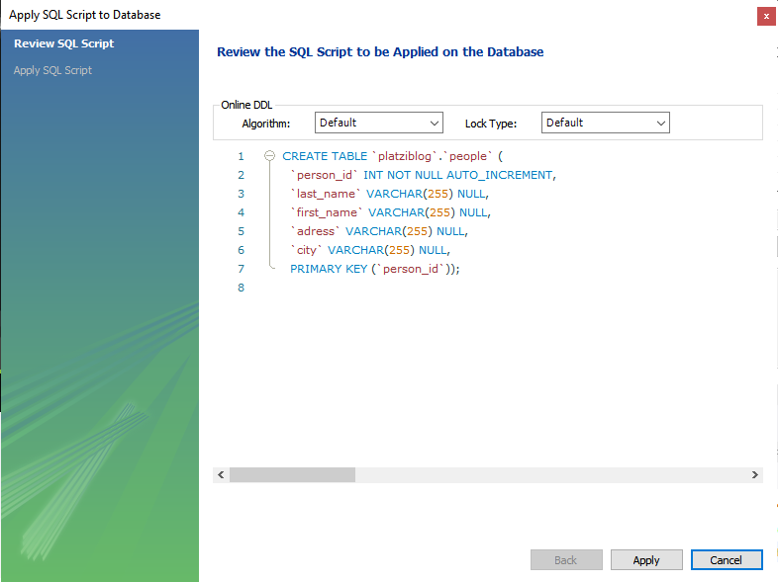 Apply SQL Script to Database
x
Review SQL Script
Apply SQL Script
Review the SQL Script to be Applied on the Database
Online DDL
Algorithm: Default Lock Type: Default
1 CREATE TABLE `platziblog`.`people` (
2 `person_id` INT NOT NULL AUTO_INCREMENT,
3 `last_name` VARCHAR(255) NULL,
4 `first_name` VARCHAR(255) NULL,
5 `adress` VARCHAR(255) NULL,
6 `city` VARCHAR(255) NULL,
7 PRIMARY KEY (`person_id`));
8
Back Apply Cancel